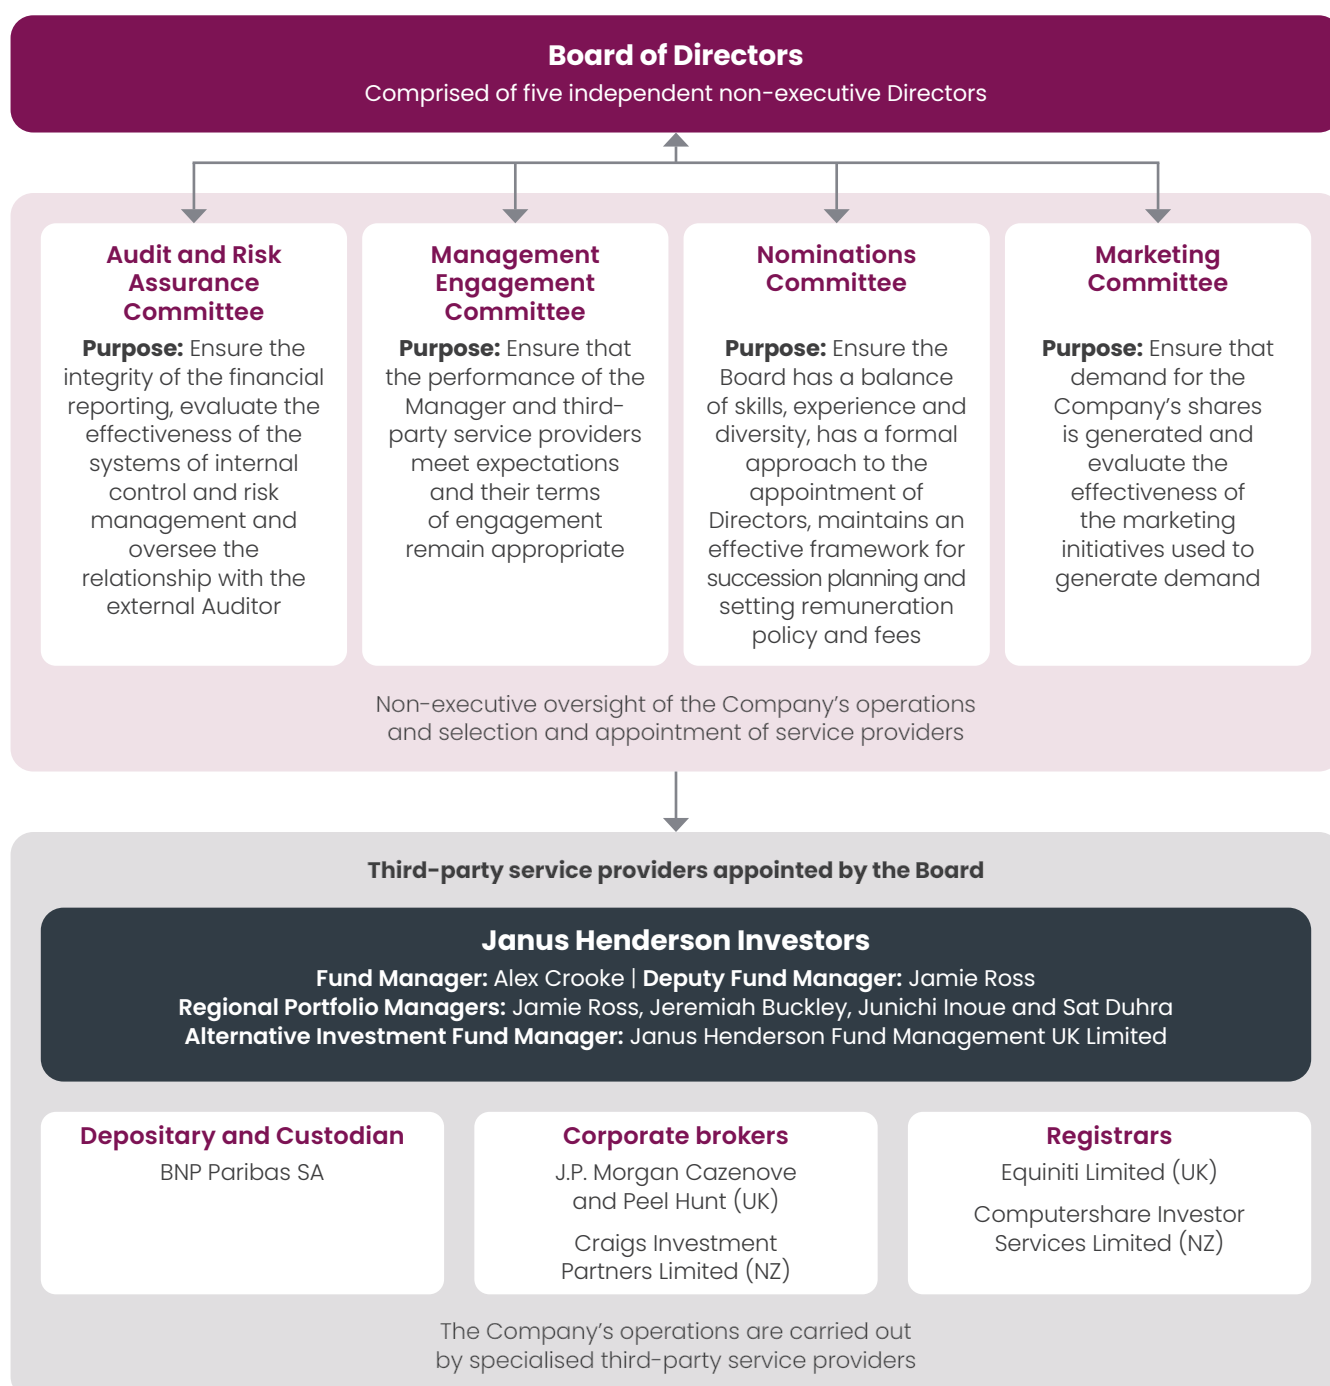 Board of Directors
Comprised of five independent non-executive Directors
Audit and Risk
Assurance
Committee
Purpose: Ensure the
integrity of the financial
reporting, evaluate the
effectiveness of the
systems of internal
control and risk
management and
oversee the
relationship with the
external Auditor
Management
Engagement
Committee
Purpose: Ensure that
the performance of the
Manager and third-
party service providers
meet expectations
and their terms
of engagement
remain appropriate
Nominations
Committee
Purpose: Ensure the
Board has a balance
of skills, experience and
diversity, has a formal
approach to the
appointment of
Directors, maintains an
effective framework for
succession planning and
setting remuneration
policy and fees
Marketing
Committee
Purpose: Ensure that
demand for the
Company’s shares
is generated and
evaluate the
effectiveness of
the marketing
initiatives used to
generate demand
Non-executive oversight of the Company’s operations
and selection and appointment of service providers
Third-party service providers appointed by the Board
Janus Henderson Investors
Fund Manager: Alex Crooke | Deputy Fund Manager: Jamie Ross
Regional Portfolio Managers: Jamie Ross, Jeremiah Buckley, Junichi Inoue and Sat Duhra
Alternative Investment Fund Manager: Janus Henderson Fund Management UK Limited
Depositary and Custodian
BNP Paribas SA
Corporate brokers
J.P. Morgan Cazenove
and Peel Hunt (UK)
Craigs Investment
Partners Limited (NZ)
Registrars
Equiniti Limited (UK)
Computershare Investor
Services Limited (NZ)
The Company’s operations are carried out
by specialised third-party service providers